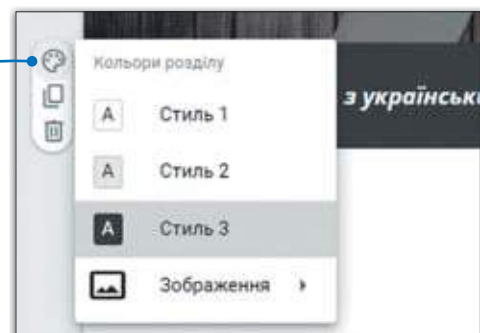 Кольори розділу
A Стиль 1
з українськ
A Стиль 2
A Стиль 3
Зображення